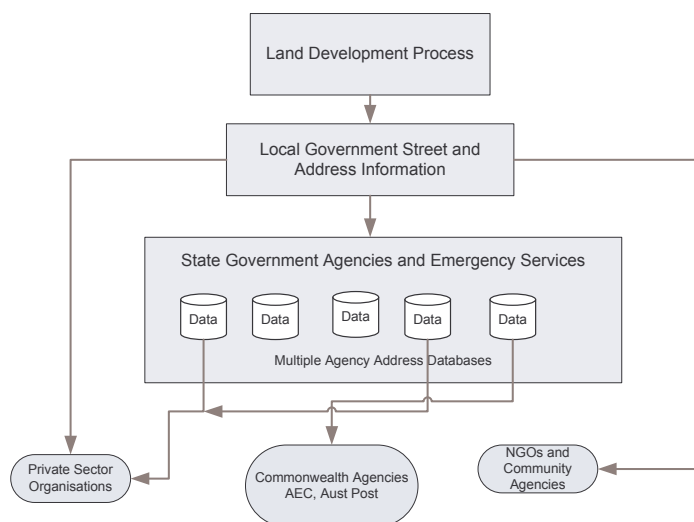 Land Development Process
Local Government Street and
Address Information
State Government Agencies and Emergency Services
Data
Data
Data
Data
Data
Multiple Agency Address Databases
Private Sector
Organisations
Commonwealth Agencies
AEC, Aust Post
NGOs and
Community
Agencies